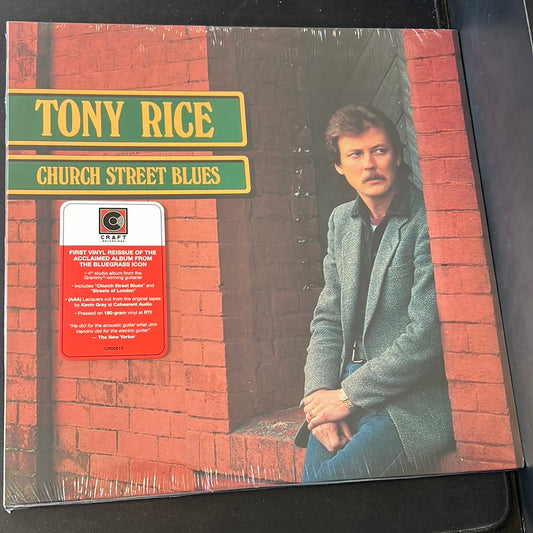 TONY RICE
CHURCH STREET BLUES
CRAFT
RECORDINGS
FIRST VINYL REISSUE OF THE
ACCLAIMED ALBUM FROM
THE BLUEGRASS ICON
• 4th studio album from the
Grammy®-winning guitarist
• Includes "Church Street Blues" and
"Streets of London"
• (AAA) Lacquers cut from the original tapes
by Kevin Gray at Cohearent Audio
• Pressed on 180-gram vinyl at RTI
"He did for the acoustic guitar what Jimi
Hendrix did for the electric guitar"
— The New Yorker